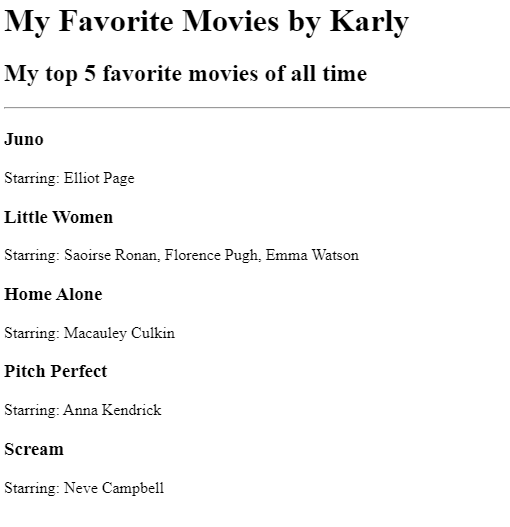 My Favorite Movies by Karly
My top 5 favorite movies of all time
Juno
Starring: Elliot Page
Little Women
Starring: Saoirse Ronan, Florence Pugh, Emma Watson
Home Alone
Starring: Macauley Culkin
Pitch Perfect
Starring: Anna Kendrick
Scream
Starring: Neve Campbell